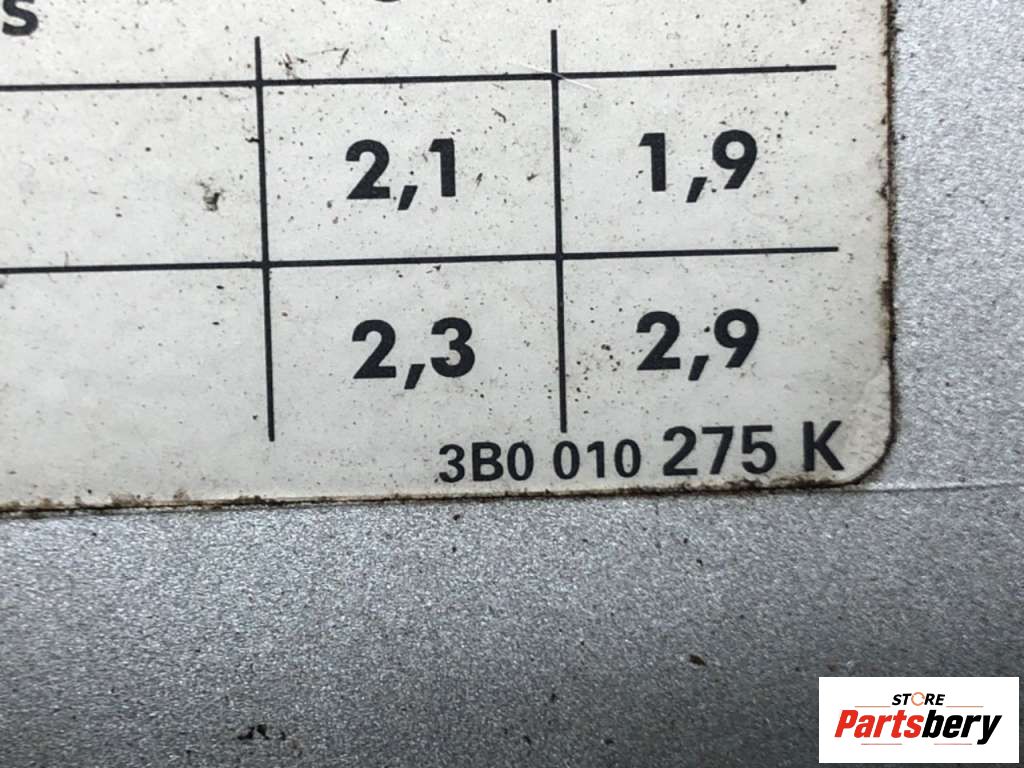 s
2,1 1,9
2,3 2,9
3B0 010 275 K
STORE
Partsbery